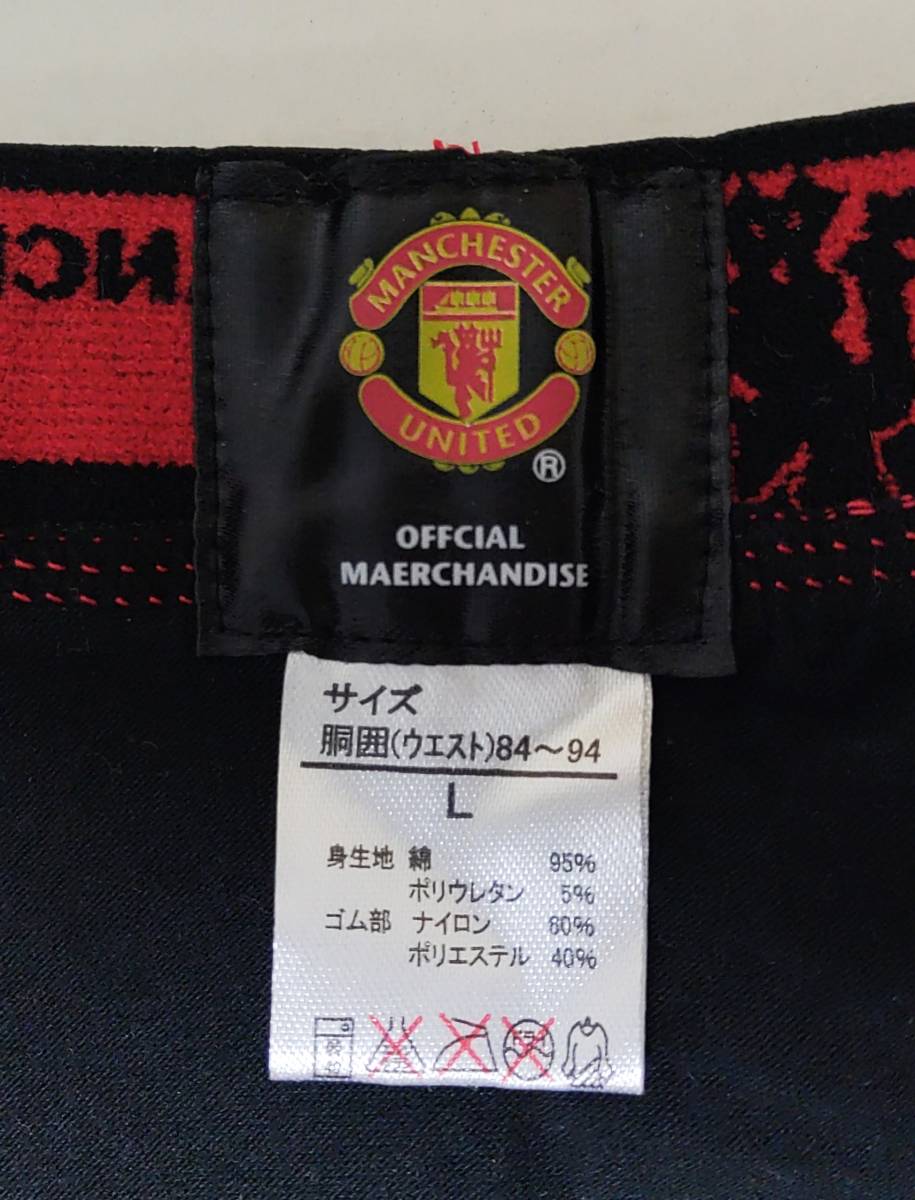 MANCHESTER
UNITED
®
OFFCIAL
MAERCHANDISE
サイズ
胴囲(ウエスト)84～94
L
身生地 綿 95%
ポリウレタン 5%
ゴム部 ナイロン 60%
ポリエステル 40%